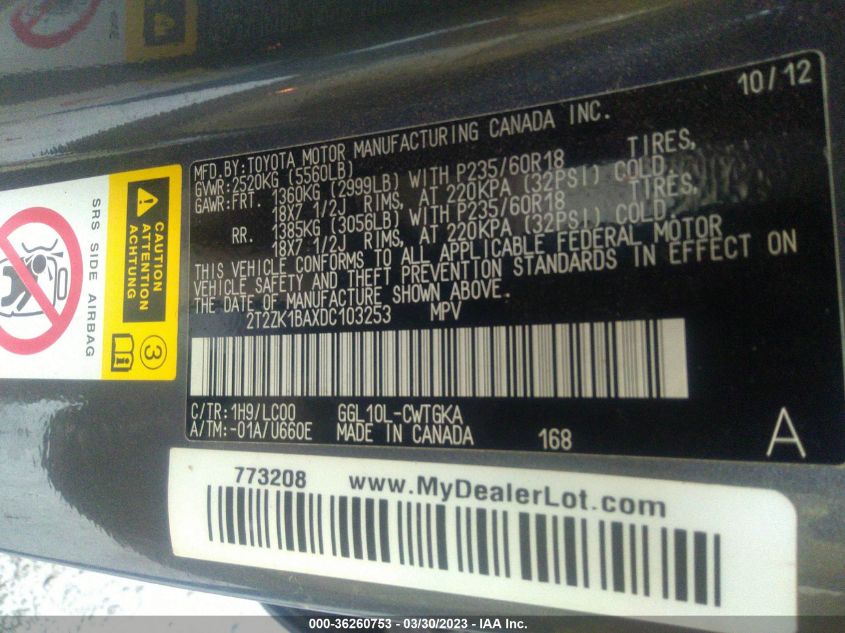 10/12
MFD.BY:TOYOTA MOTOR MANUFACTURING CANADA INC.
GVWR:2520KG (5560LB)
GAWR:FRT. 1360KG (2999LB) WITH P235/60R18 TIRES,
18X7 1/2J RIMS, AT 220KPA (32PSI) COLD.
RR. 1385KG (3056LB) WITH P235/60R18 TIRES,
18X7 1/2J RIMS, AT 220KPA (32PSI) COLD.
THIS VEHICLE CONFORMS TO ALL APPLICABLE FEDERAL MOTOR
VEHICLE SAFETY AND THEFT PREVENTION STANDARDS IN EFFECT ON
THE DATE OF MANUFACTURE SHOWN ABOVE.
2T2ZK1BAXDC103253 MPV
C/TR:1H9/LC00 GGL10L-CWTGKA
A/TM:-01A/U660E MADE IN CANADA 168
A
SRS SIDE AIRBAG
CAUTION
ATTENTION
ACHTUNG
3
773208 www.MyDealerLot.com
000-36260753 - 03/30/2023 - IAA Inc.